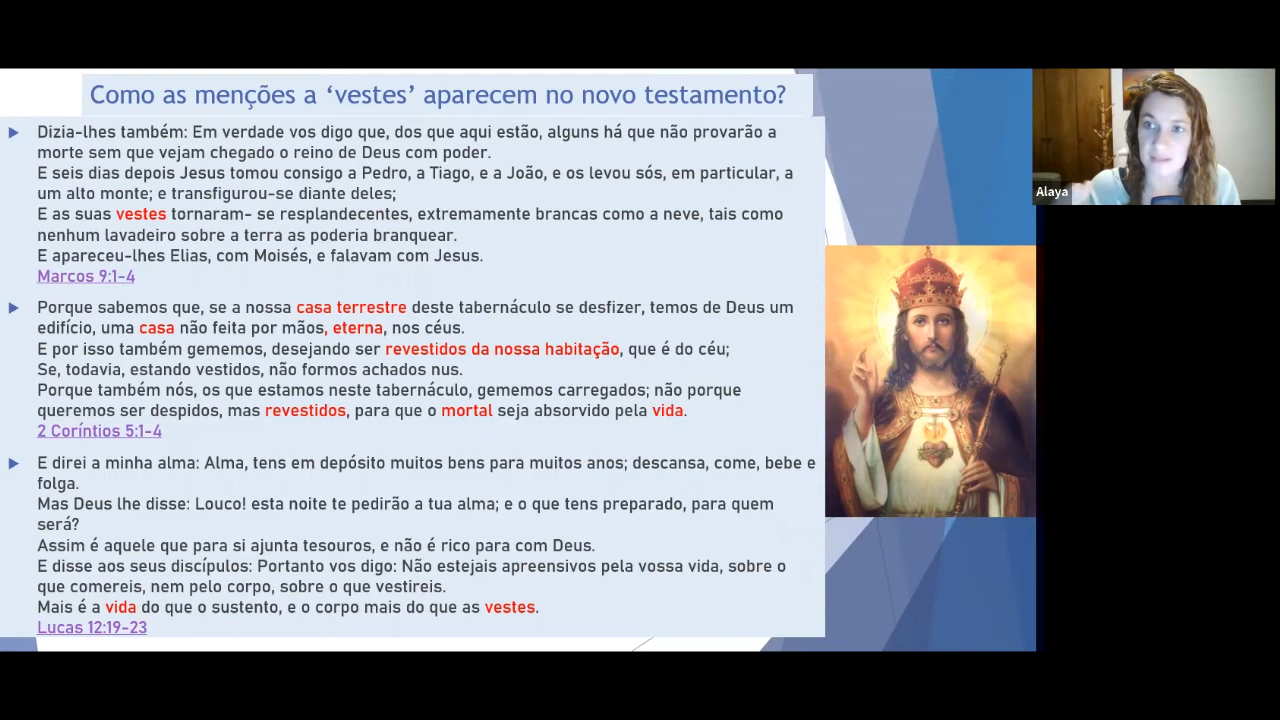 Como as menções a ‘vestes’ aparecem no novo testamento?
Dizia-lhes também: Em verdade vos digo que, dos que aqui estão, alguns há que não provarão a
morte sem que vejam chegado o reino de Deus com poder.
E seis dias depois Jesus tomou consigo a Pedro, a Tiago, e a João, e os levou sós, em particular, a
um alto monte; e transfigurou-se diante deles;
E as suas vestes tornaram- se resplandecentes, extremamente brancas como a neve, tais como
nenhum lavadeiro sobre a terra as poderia branquear.
E apareceu-lhes Elias, com Moisés, e falavam com Jesus.
Marcos 9:1-4
Porque sabemos que, se a nossa casa terrestre deste tabernáculo se desfizer, temos de Deus um
edifício, uma casa não feita por mãos, eterna, nos céus.
E por isso também gememos, desejando ser revestidos da nossa habitação, que é do céu;
Se, todavia, estando vestidos, não formos achados nus.
Porque também nós, os que estamos neste tabernáculo, gememos carregados; não porque
queremos ser despidos, mas revestidos, para que o mortal seja absorvido pela vida.
2 Coríntios 5:1-4
E direi a minha alma: Alma, tens em depósito muitos bens para muitos anos; descansa, come, bebe e
folga.
Mas Deus lhe disse: Louco! esta noite te pedirão a tua alma; e o que tens preparado, para quem
será?
Assim é aquele que para si ajunta tesouros, e não é rico para com Deus.
E disse aos seus discípulos: Portanto vos digo: Não estejais apreensivos pela vossa vida, sobre o
que comereis, nem pelo corpo, sobre o que vestireis.
Mais é a vida do que o sustento, e o corpo mais do que as vestes.
Lucas 12:19-23
Alaya